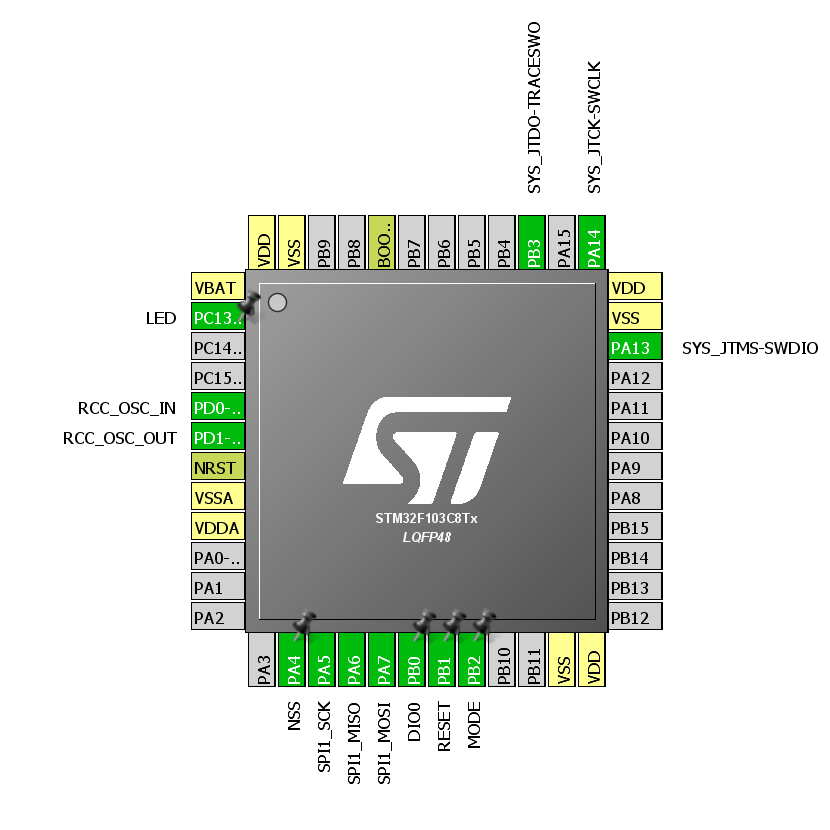 SYS_JTDO-TRACESWO
SYS_JTCK-SWCLK
VDD
VSS
PB9
PB8
BOO..
PB7
PB6
PB5
PB4
PB3
PA15
PA14
VBAT
LED
PC13..
PC14..
PC15..
RCC_OSC_IN
PD0-..
RCC_OSC_OUT
PD1-..
NRST
VSSA
VDDA
PA0-..
PA1
PA2
VDD
VSS
PA13
SYS_JTMS-SWDIO
PA12
PA11
PA10
PA9
PA8
PB15
PB14
PB13
PB12
ST
STM32F103C8Tx
LQFP48
PA3
PA4
PA5
PA6
PA7
PB0
PB1
PB2
PB10
PB11
VSS
VDD
NSS
SPI1_SCK
SPI1_MISO
SPI1_MOSI
DIO0
RESET
MODE